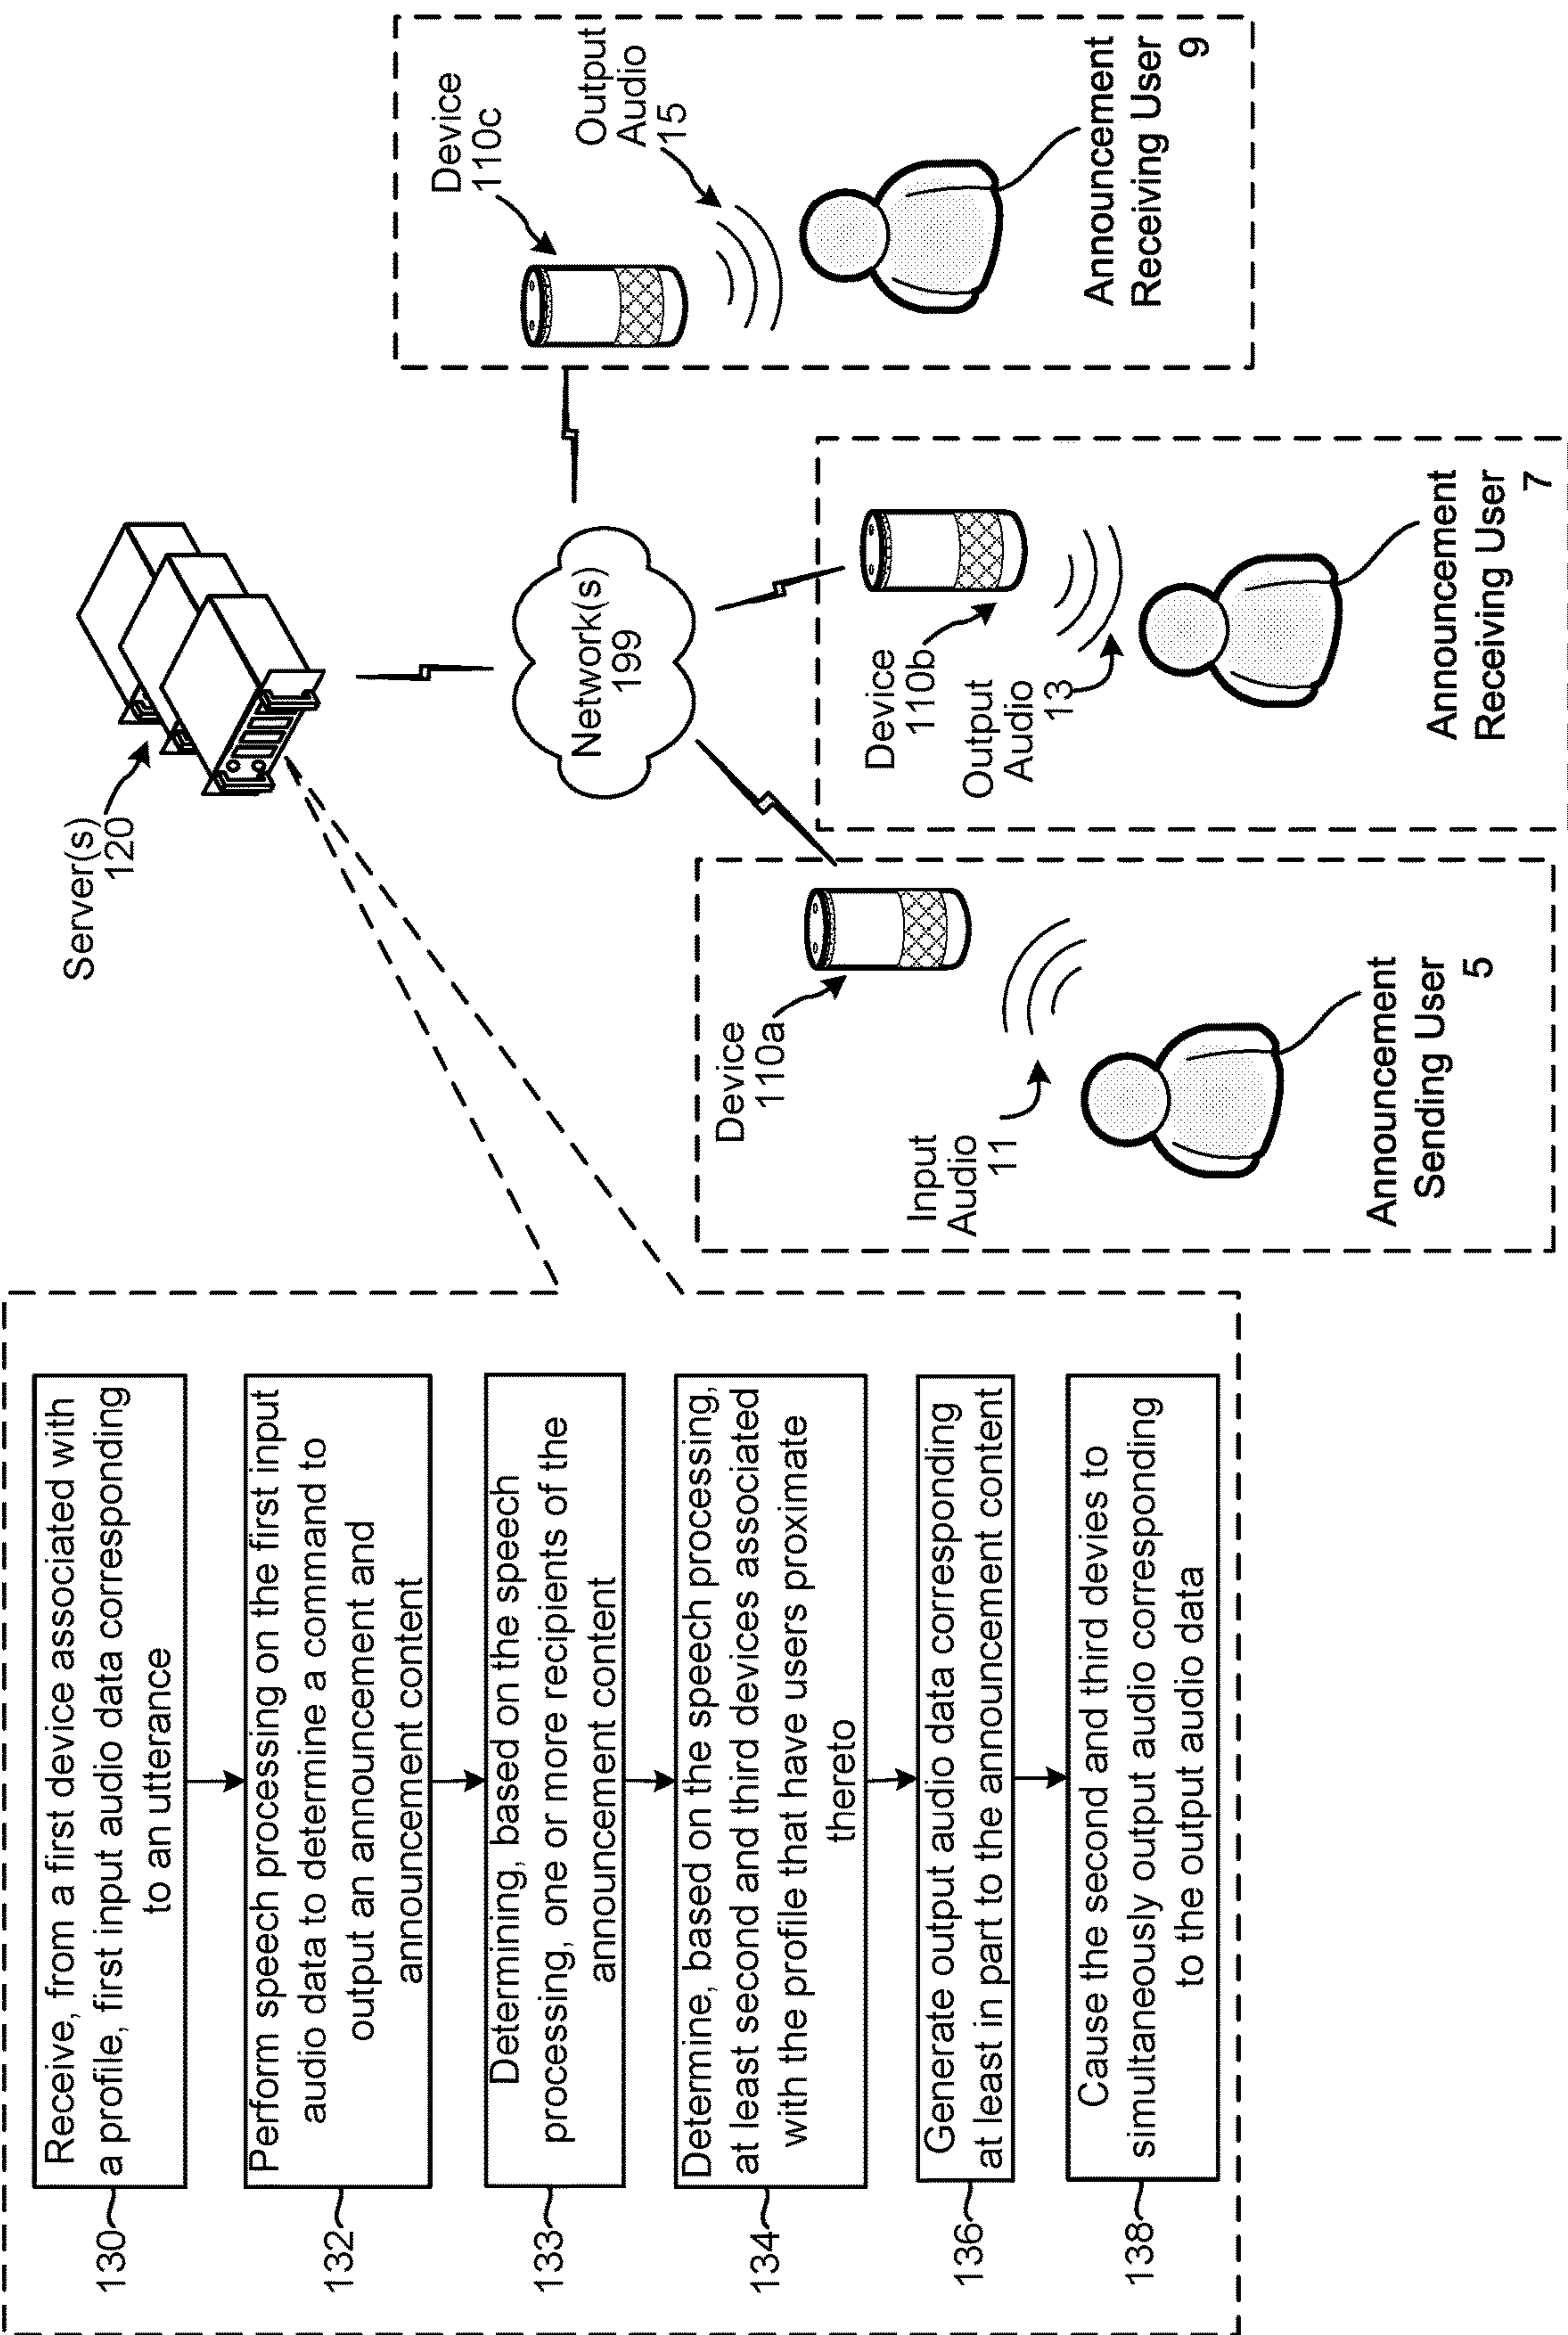 130
Receive, from a first device associated with
a profile, first input audio data corresponding
to an utterance
132
Perform speech processing on the first input
audio data to determine a command to
output an announcement and
announcement content
133
Determining, based on the speech
processing, one or more recipients of the
announcement content
134
Determine, based on the speech processing,
at least second and third devices associated
with the profile that have users proximate
thereto
136
Generate output audio data corresponding
at least in part to the announcement content
138
Cause the second and third devies to
simultaneously output audio corresponding
to the output audio data
Server(s)
120
Network(s)
199
Device
110a
Input
Audio
11
Announcement
Sending User
5
Device
110b
Output
Audio
13
Announcement
Receiving User
7
Device
110c
Output
Audio
15
Announcement
Receiving User
9